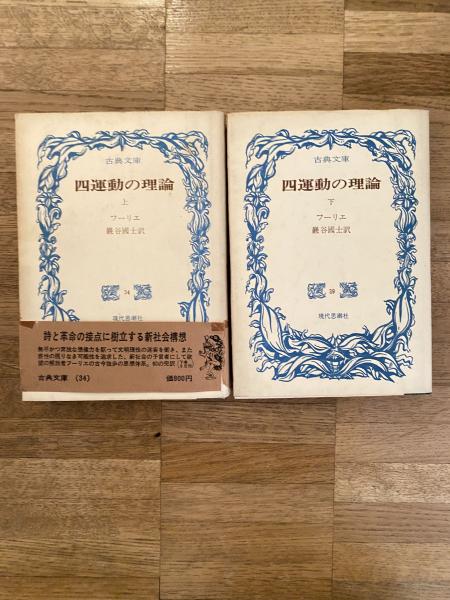 古典文庫
四運動の理論
上
フーリエ
巖谷國士訳
34
現代思潮社
詩と革命の接点に樹立する新社会構想
古典文庫 (34)
価800円
古典文庫
四運動の理論
下
フーリエ
巖谷國士訳
39
現代思潮社